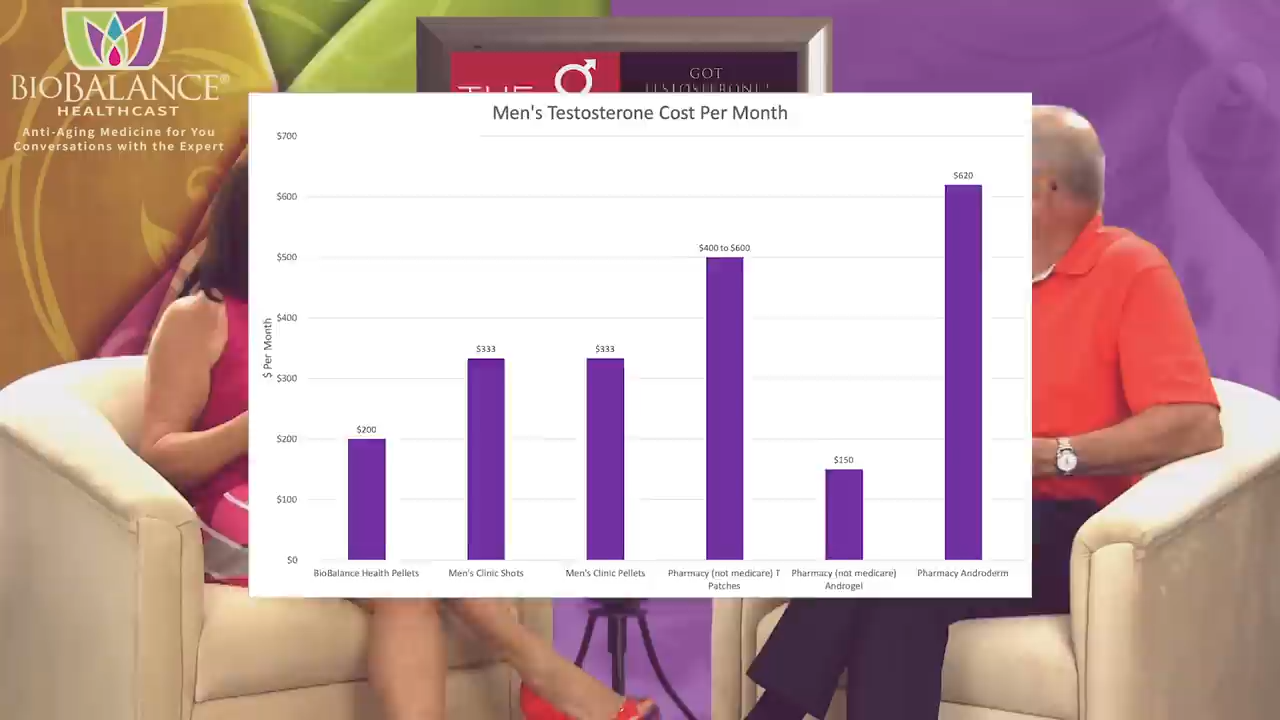 BIOBALANCE®
HEALTHCAST
Anti-Aging Medicine for You
Conversations with the Expert
THE
GOT
TESTOSTERONE?
Men's Testosterone Cost Per Month
$700
$600
$500
$400
$300
$200
$100
$0
$ Per Month
$200
$333
$333
$400 to $600
$150
$620
BioBalance Health Pellets
Men's Clinic Shots
Men's Clinic Pellets
Pharmacy (not medicare) T
Patches
Pharmacy (not medicare)
Androgel
Pharmacy Androderm